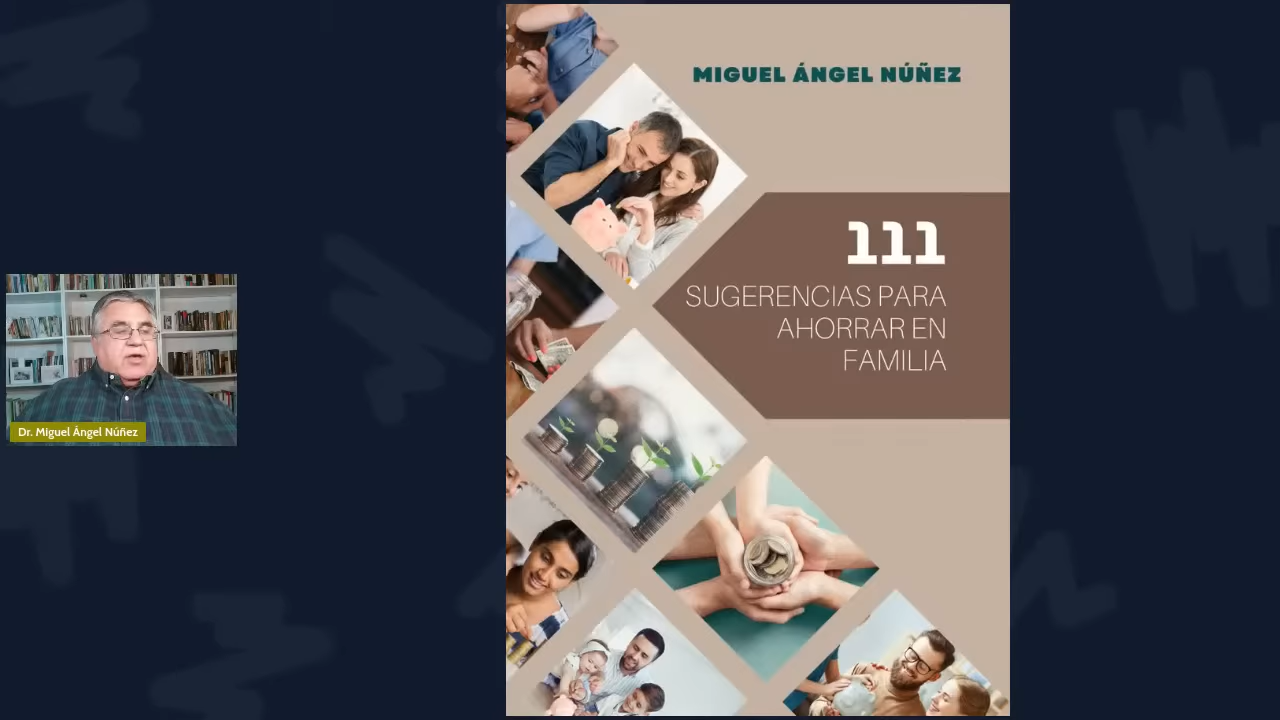 MIGUEL ÁNGEL NÚÑEZ
111
SUGERENCIAS PARA
AHORRAR EN
FAMILIA
Dr. Miguel Ángel Núñez